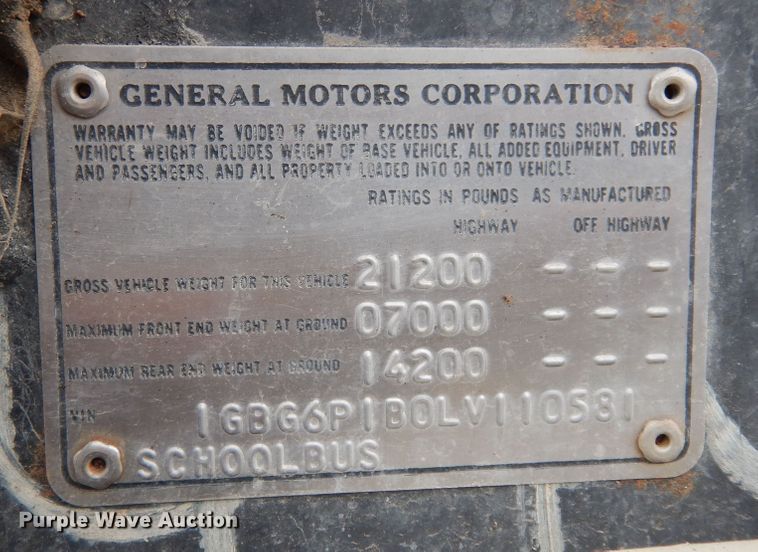 GENERAL MOTORS CORPORATION
WARRANTY MAY BE VOIDED IF WEIGHT EXCEEDS ANY OF RATINGS SHOWN. GROSS
VEHICLE WEIGHT INCLUDES WEIGHT OF BASE VEHICLE, ALL ADDED EQUIPMENT, DRIVER
AND PASSENGERS, AND ALL PROPERTY LOADED INTO OR ONTO VEHICLE.
RATINGS IN POUNDS AS MANUFACTURED
HIGHWAY OFF HIGHWAY
GROSS VEHICLE WEIGHT FOR THIS VEHICLE 21200 - - -
MAXIMUM FRONT END WEIGHT AT GROUND 07000 - - -
MAXIMUM REAR END WEIGHT AT GROUND 14200 - - -
VIN 1GBG6P1B0LV110581
SCHOOLBUS
Purple Wave Auction